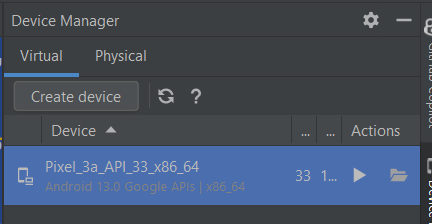 Device Manager
Virtual Physical
Create device ?
Device ... ... Actions
Pixel_3a_API_33_x86_64
Android 13.0 Google APIs | x86_64
33 1...